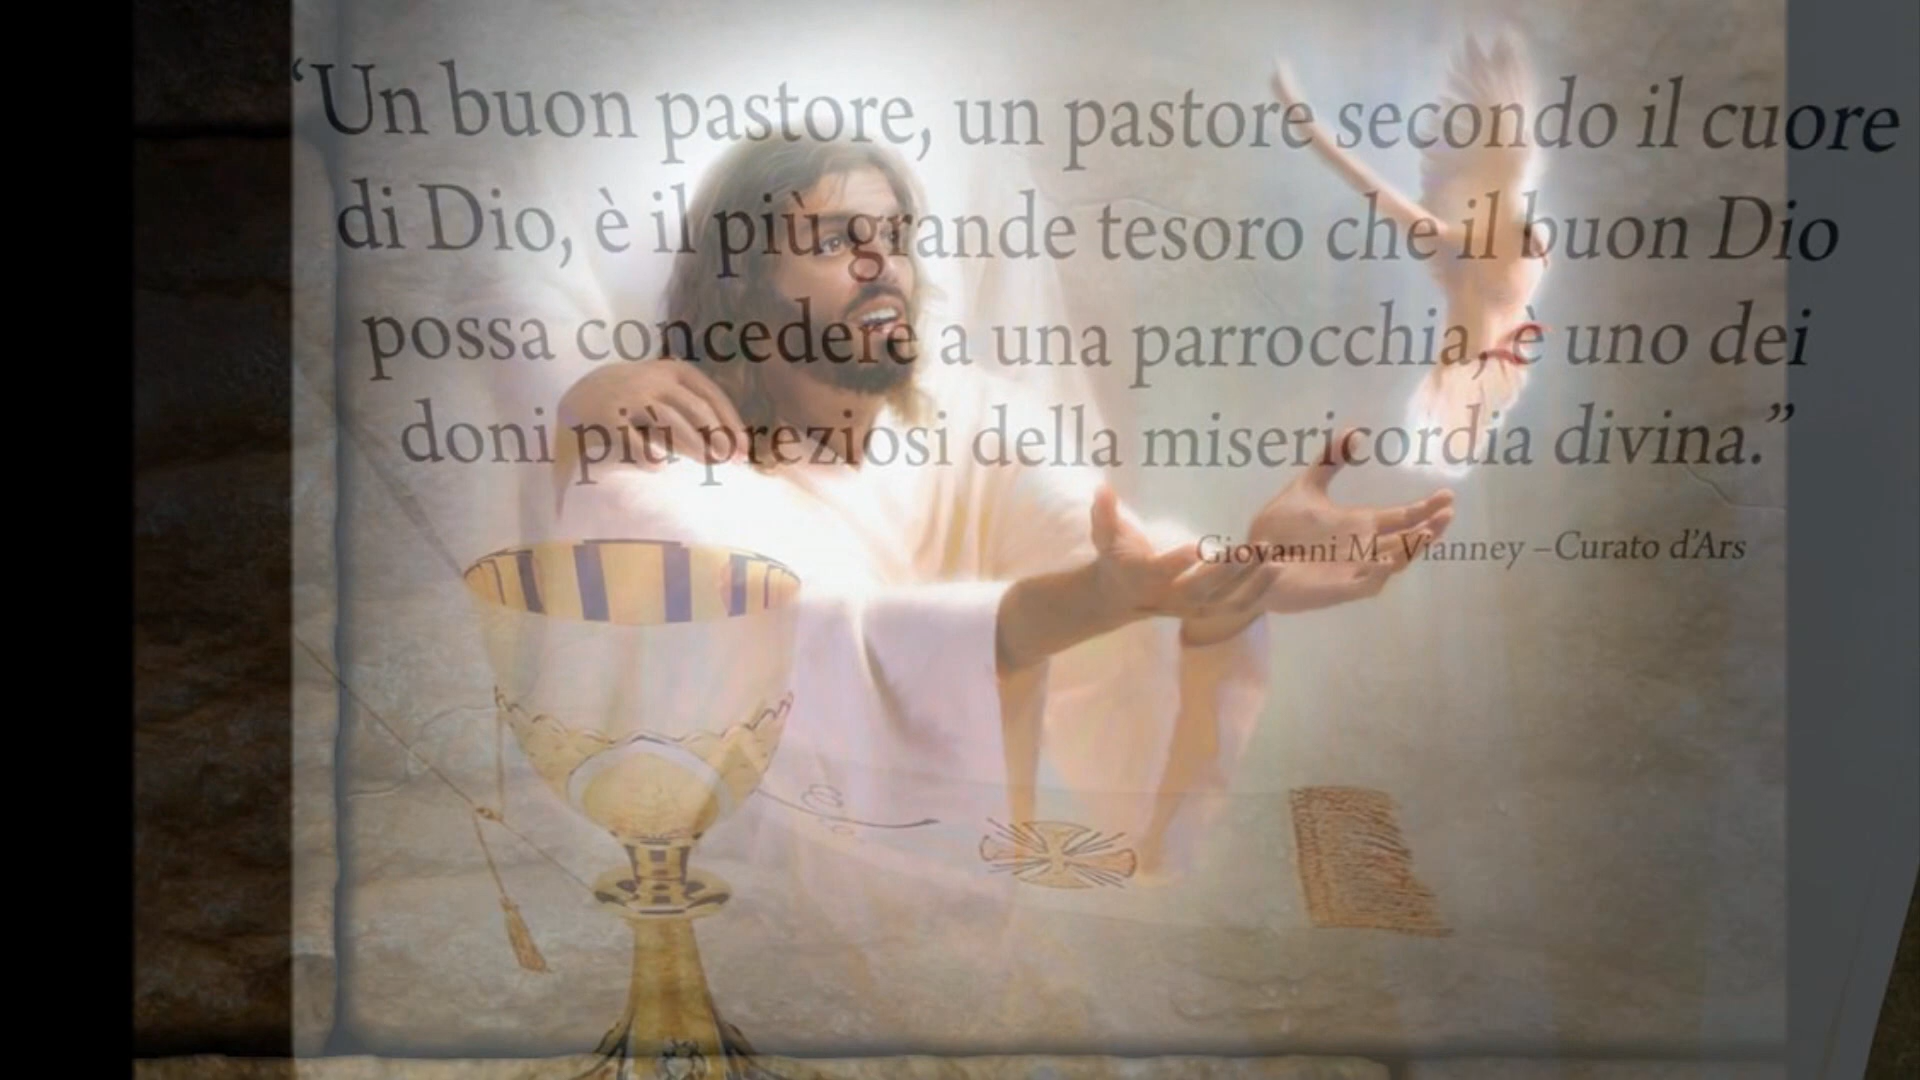 “Un buon pastore, un pastore secondo il cuore
di Dio, è il più grande tesoro che il buon Dio
possa concedere a una parrocchia, è uno dei
doni più preziosi della misericordia divina.”
Giovanni M. Vianney –Curato d’Ars